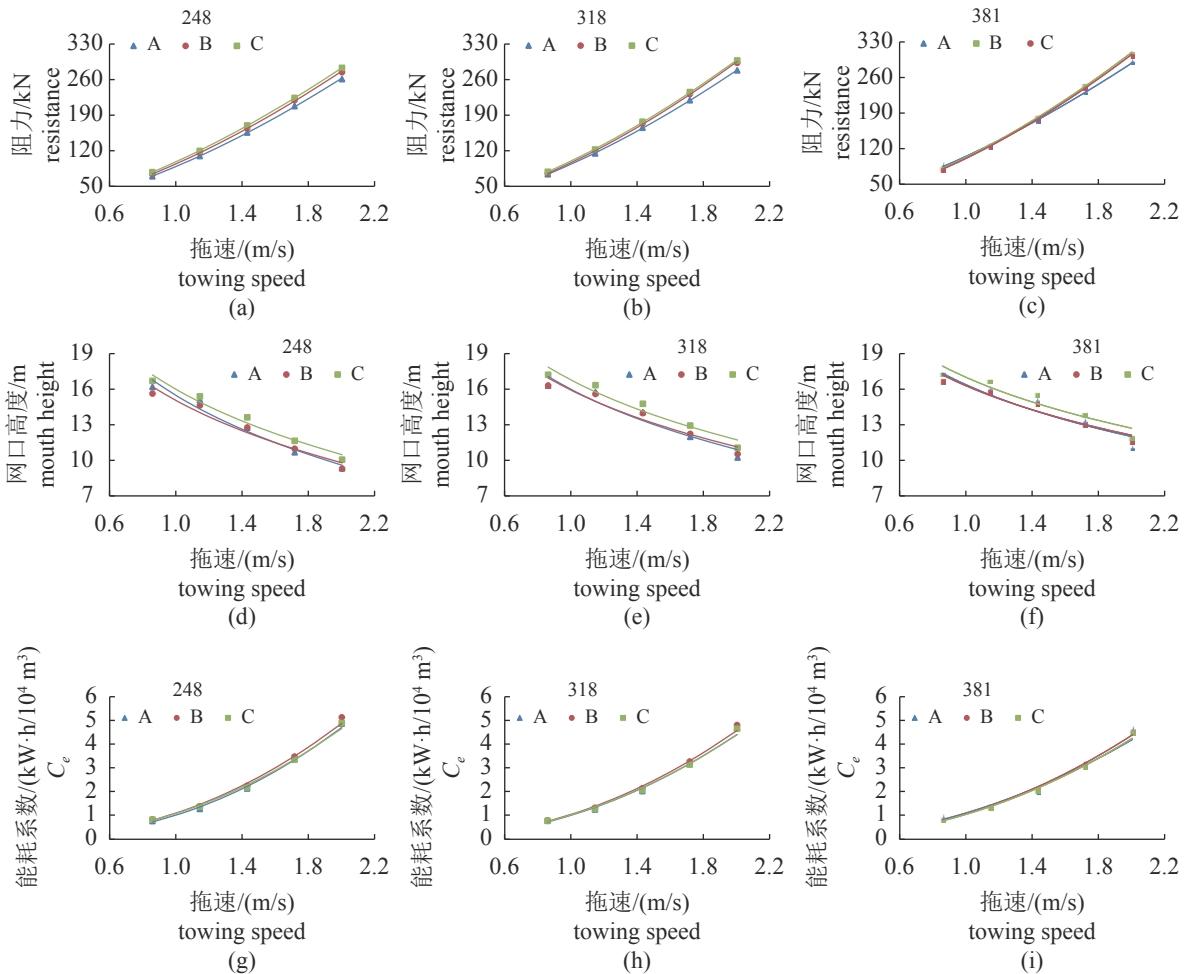 248
A B C
330
260
190
120
50
0.6 1.0 1.4 1.8 2.2
阻力/kN
resistance
拖速/(m/s)
towing speed
(a)
318
A B C
330
260
190
120
50
0.6 1.0 1.4 1.8 2.2
阻力/kN
resistance
拖速/(m/s)
towing speed
(b)
381
A B C
330
260
190
120
50
0.6 1.0 1.4 1.8 2.2
阻力/kN
resistance
拖速/(m/s)
towing speed
(c)
248
A B C
19
16
13
10
7
0.6 1.0 1.4 1.8 2.2
网口高度/m
mouth height
拖速/(m/s)
towing speed
(d)
318
A B C
19
16
13
10
7
0.6 1.0 1.4 1.8 2.2
网口高度/m
mouth height
拖速/(m/s)
towing speed
(e)
381
A B C
19
16
13
10
7
0.6 1.0 1.4 1.8 2.2
网口高度/m
mouth height
拖速/(m/s)
towing speed
(f)
248
A B C
6
5
4
3
2
1
0
0.6 1.0 1.4 1.8 2.2
能耗系数/(kW·h/10⁴ m³)
Cₑ
拖速/(m/s)
towing speed
(g)
318
A B C
6
5
4
3
2
1
0
0.6 1.0 1.4 1.8 2.2
能耗系数/(kW·h/10⁴ m³)
Cₑ
拖速/(m/s)
towing speed
(h)
381
A B C
6
5
4
3
2
1
0
0.6 1.0 1.4 1.8 2.2
能耗系数/(kW·h/10⁴ m³)
Cₑ
拖速/(m/s)
towing speed
(i)